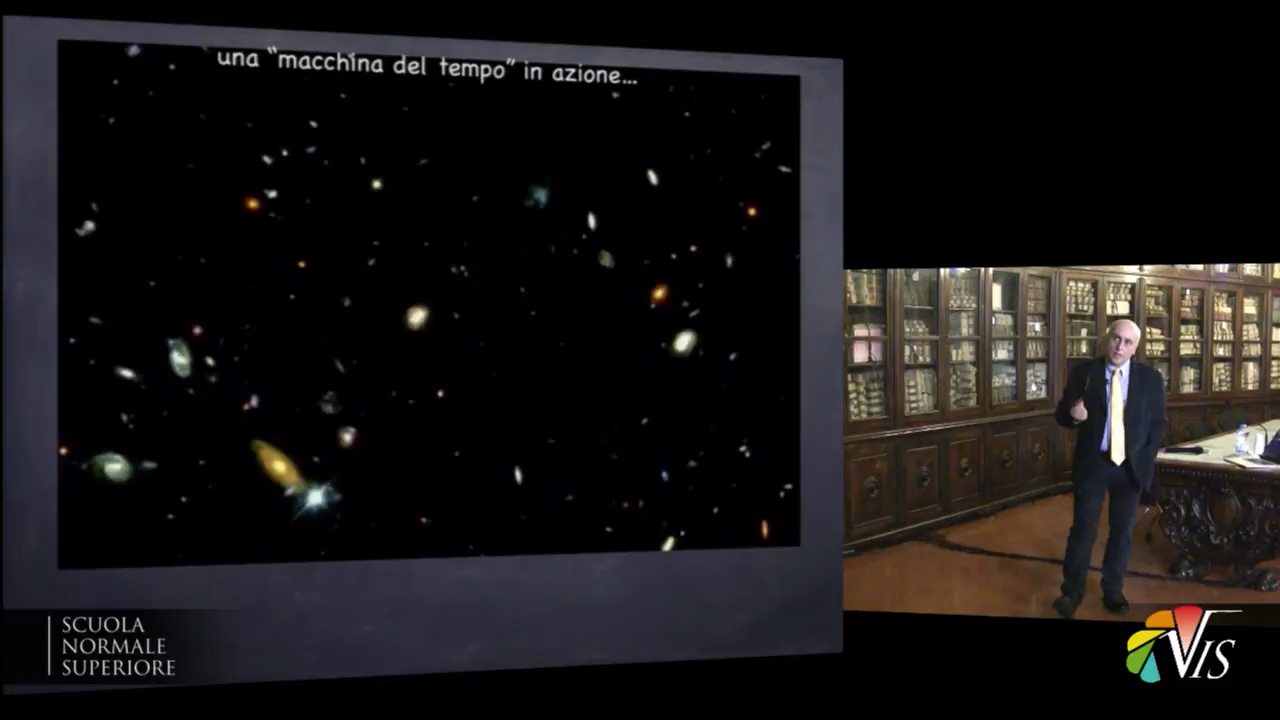 una “macchina del tempo” in azione...
SCUOLA
NORMALE
SUPERIORE
VIS